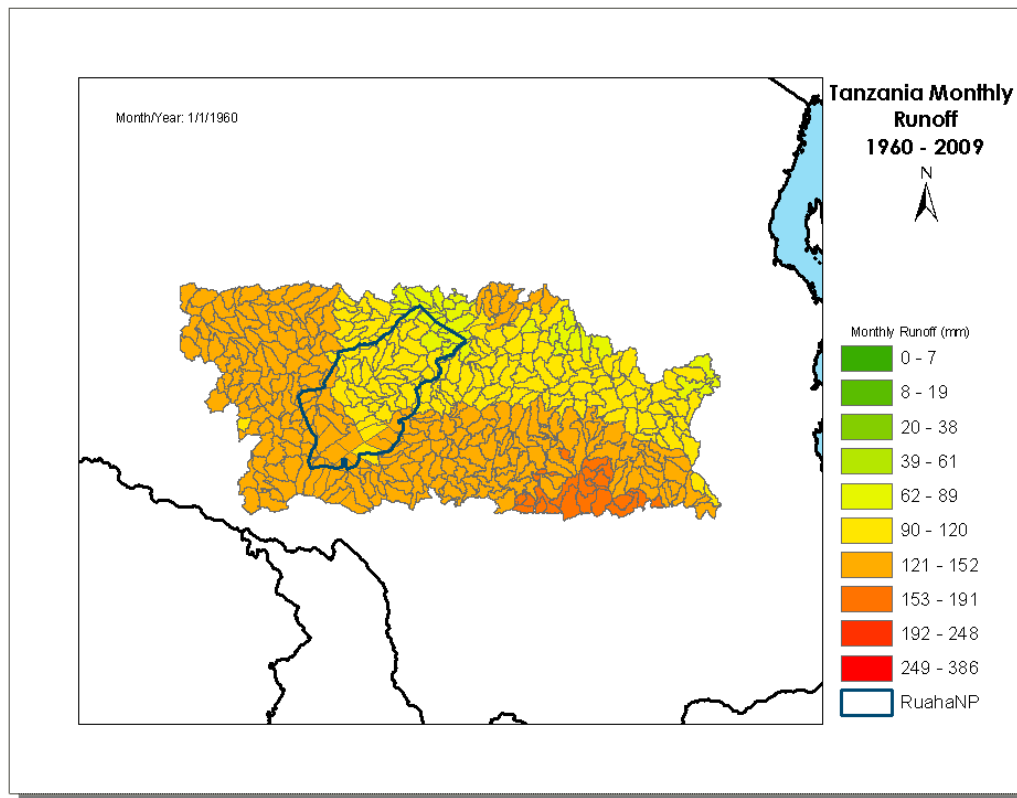 Month/Year: 1/1/1960
Tanzania Monthly
Runoff
1960 - 2009
N
Monthly Runoff (mm)
0 - 7
8 - 19
20 - 38
39 - 61
62 - 89
90 - 120
121 - 152
153 - 191
192 - 248
249 - 386
RuahaNP